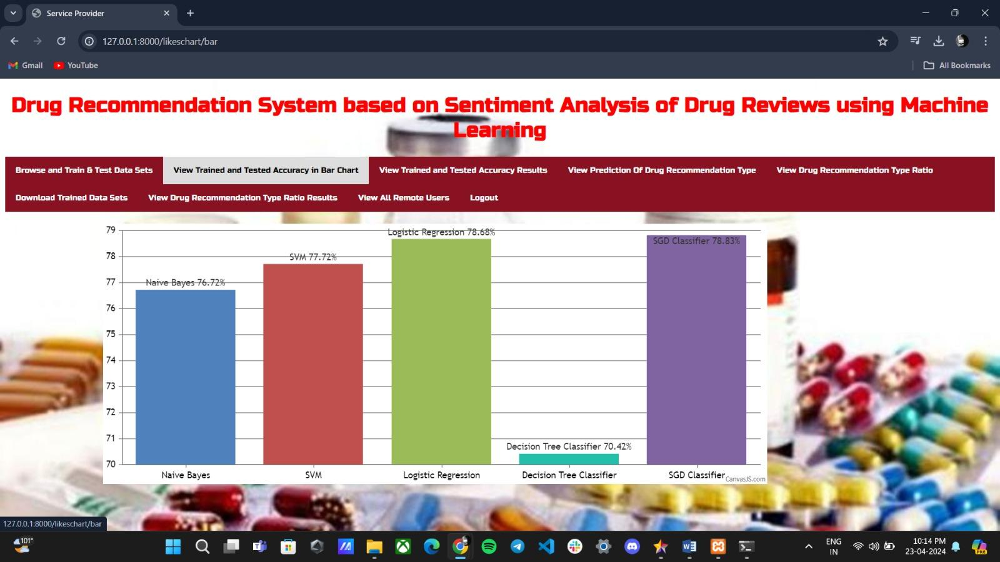 Service Provider
127.0.0.1:8000/likeschart/bar
Gmail
YouTube
All Bookmarks
Drug Recommendation System based on Sentiment Analysis of Drug Reviews using Machine
Learning
Browse and Train & Test Data Sets
View Trained and Tested Accuracy in Bar Chart
View Trained and Tested Accuracy Results
View Prediction Of Drug Recommendation Type
View Drug Recommendation Type Ratio
Download Trained Data Sets
View Drug Recommendation Type Ratio Results
View All Remote Users
Logout
79
78
77
76
75
74
73
72
71
70
Naive Bayes 76.72%
SVM 77.72%
Logistic Regression 78.68%
Decision Tree Classifier 70.42%
SGD Classifier 78.83%
Naive Bayes
SVM
Logistic Regression
Decision Tree Classifier
SGD Classifier
CanvasJS.com
127.0.0.1:8000/likeschart/bar
101°
ENG
IN
10:14 PM
23-04-2024
PRE